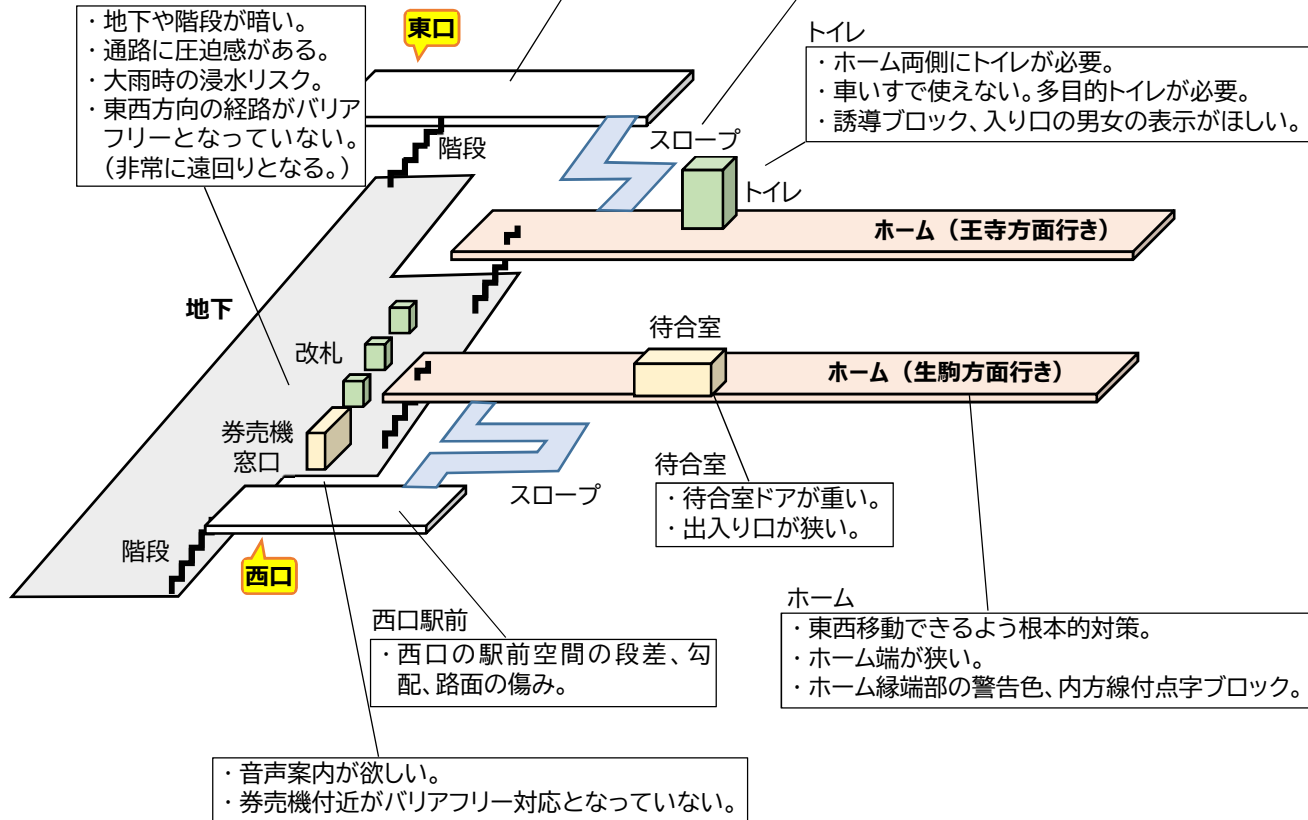 ・地下や階段が暗い。
・通路に圧迫感がある。
・大雨時の浸水リスク。
・東西方向の経路がバリア
フリーとなっていない。
（非常に遠回りとなる。）
東口
トイレ
・ホーム両側にトイレが必要。
・車いすで使えない。多目的トイレが必要。
・誘導ブロック、入り口の男女の表示がほしい。
階段
スロープ
トイレ
ホーム（王寺方面行き）
地下
改札
待合室
ホーム（生駒方面行き）
券売機
窓口
スロープ
待合室
・待合室ドアが重い。
・出入り口が狭い。
階段
西口
西口駅前
・西口の駅前空間の段差、勾
配、路面の傷み。
ホーム
・東西移動できるよう根本的対策。
・ホーム端が狭い。
・ホーム縁端部の警告色、内方線付点字ブロック。
・音声案内が欲しい。
・券売機付近がバリアフリー対応となっていない。